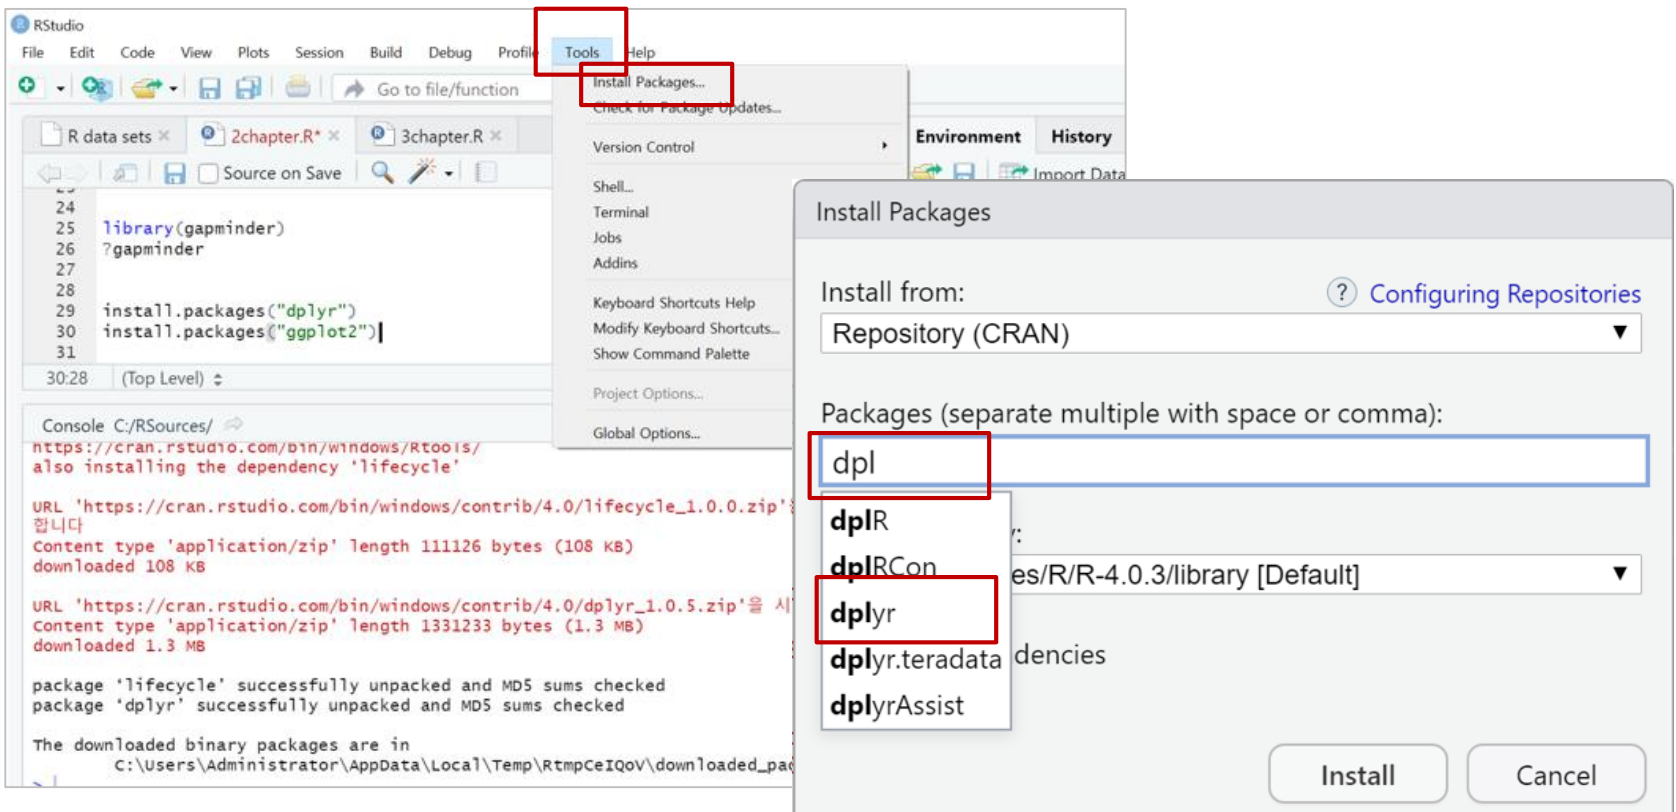 RStudio
File Edit Code View Plots Session Build Debug Profile Tools Help
Go to file/function
R data sets
2chapter.R*
3chapter.R
Source on Save
24
25 library(gapminder)
26 ?gapminder
27
28
29 install.packages("dplyr")
30 install.packages("ggplot2")
31
30:28 (Top Level)
Console C:/RSources/
https://cran.rstudio.com/bin/windows/Rtools/
also installing the dependency ‘lifecycle’
URL 'https://cran.rstudio.com/bin/windows/contrib/4.0/lifecycle_1.0.0.zip'
합니다
Content type 'application/zip' length 111126 bytes (108 KB)
downloaded 108 KB
URL 'https://cran.rstudio.com/bin/windows/contrib/4.0/dplyr_1.0.5.zip'을 시
Content type 'application/zip' length 1331233 bytes (1.3 MB)
downloaded 1.3 MB
package ‘lifecycle’ successfully unpacked and MD5 sums checked
package ‘dplyr’ successfully unpacked and MD5 sums checked
The downloaded binary packages are in
C:\Users\Administrator\AppData\Local\Temp\RtmpCeIQoV\downloaded_pac
>
Install Packages...
Check for Package Updates...
Version Control
Shell...
Terminal
Jobs
Addins
Keyboard Shortcuts Help
Modify Keyboard Shortcuts...
Show Command Palette
Project Options...
Global Options...
Environment History
Import Data
Install Packages
Install from:
? Configuring Repositories
Repository (CRAN)
Packages (separate multiple with space or comma):
dpl
dplR
dplRCon
dplyr
dplyr.teradata
dplyrAssist
y:
es/R/R-4.0.3/library [Default]
dencies
Install Cancel